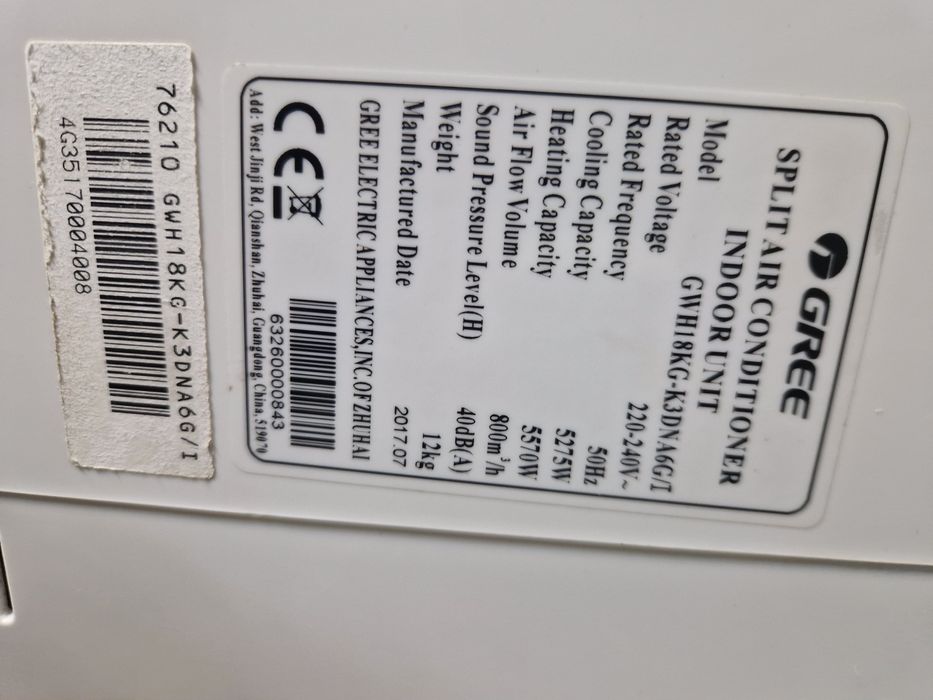 GREE
SPLIT AIR CONDITIONER
INDOOR UNIT
Model GWH18KG-K3DNA6G/I
Rated Voltage 220-240V~
Rated Frequency 50Hz
Cooling Capacity 5275W
Heating Capacity 5570W
Air Flow Volume 800m³/h
Sound Pressure Level(H) 40dB(A)
Weight 12kg
Manufactured Date 2017.07
GREE ELECTRIC APPLIANCES,INC.OF ZHUHAI
CE
63260000843
Add: West Jinji Rd, Qianshan, Zhuhai, Guangdong, China, 519070
76210 GWH18KG-K3DNA6G/I
4G35170004008